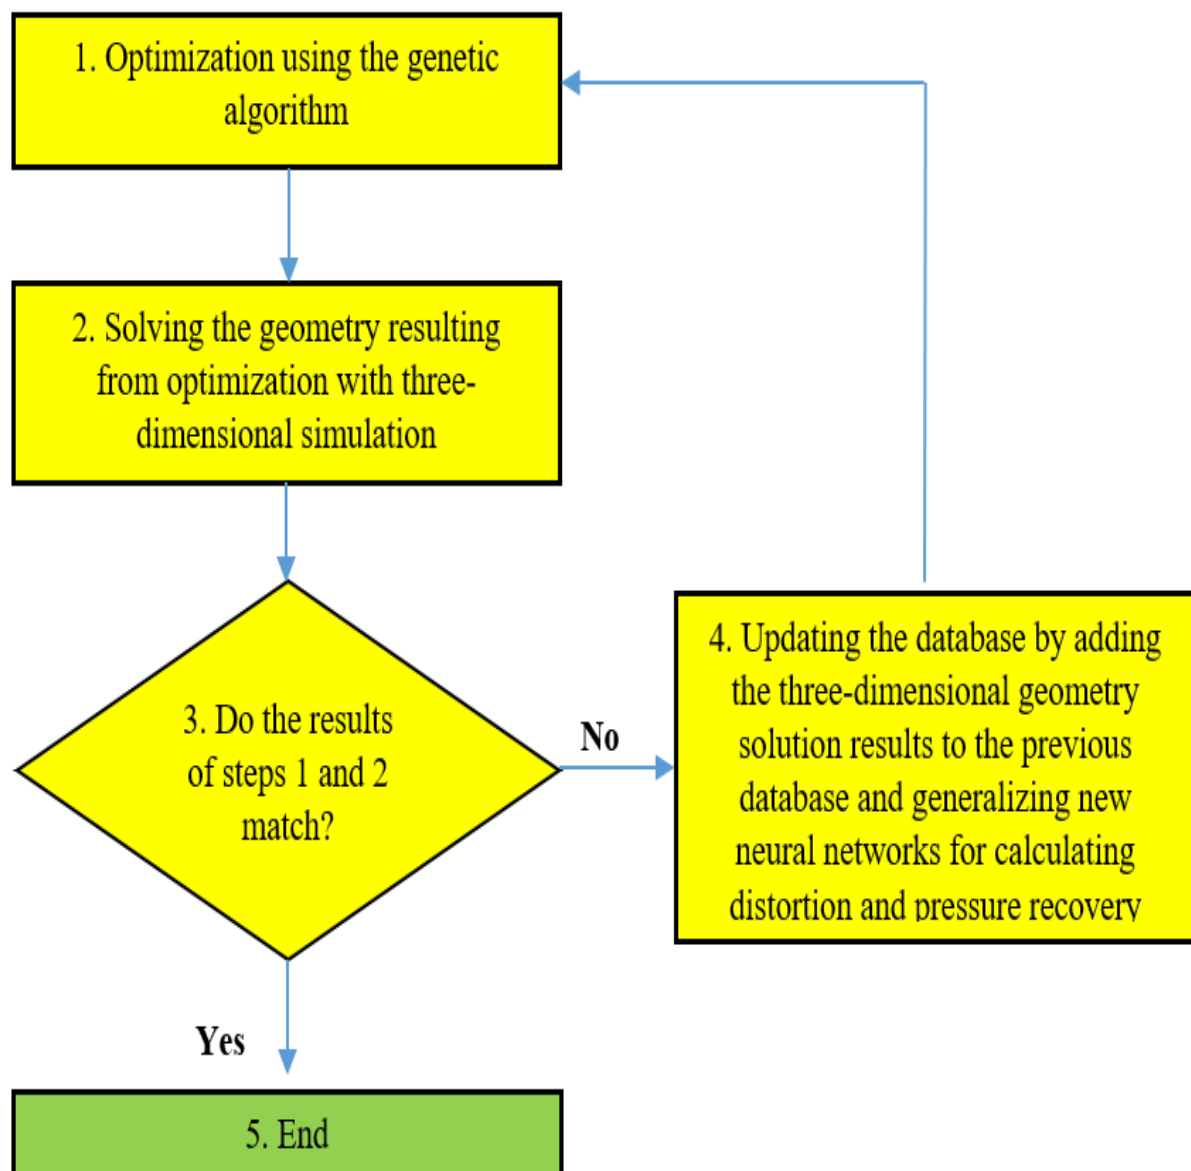 1. Optimization using the genetic
algorithm
2. Solving the geometry resulting
from optimization with three-
dimensional simulation
3. Do the results
of steps 1 and 2
match?
No
4. Updating the database by adding
the three-dimensional geometry
solution results to the previous
database and generalizing new
neural networks for calculating
distortion and pressure recovery
Yes
5. End